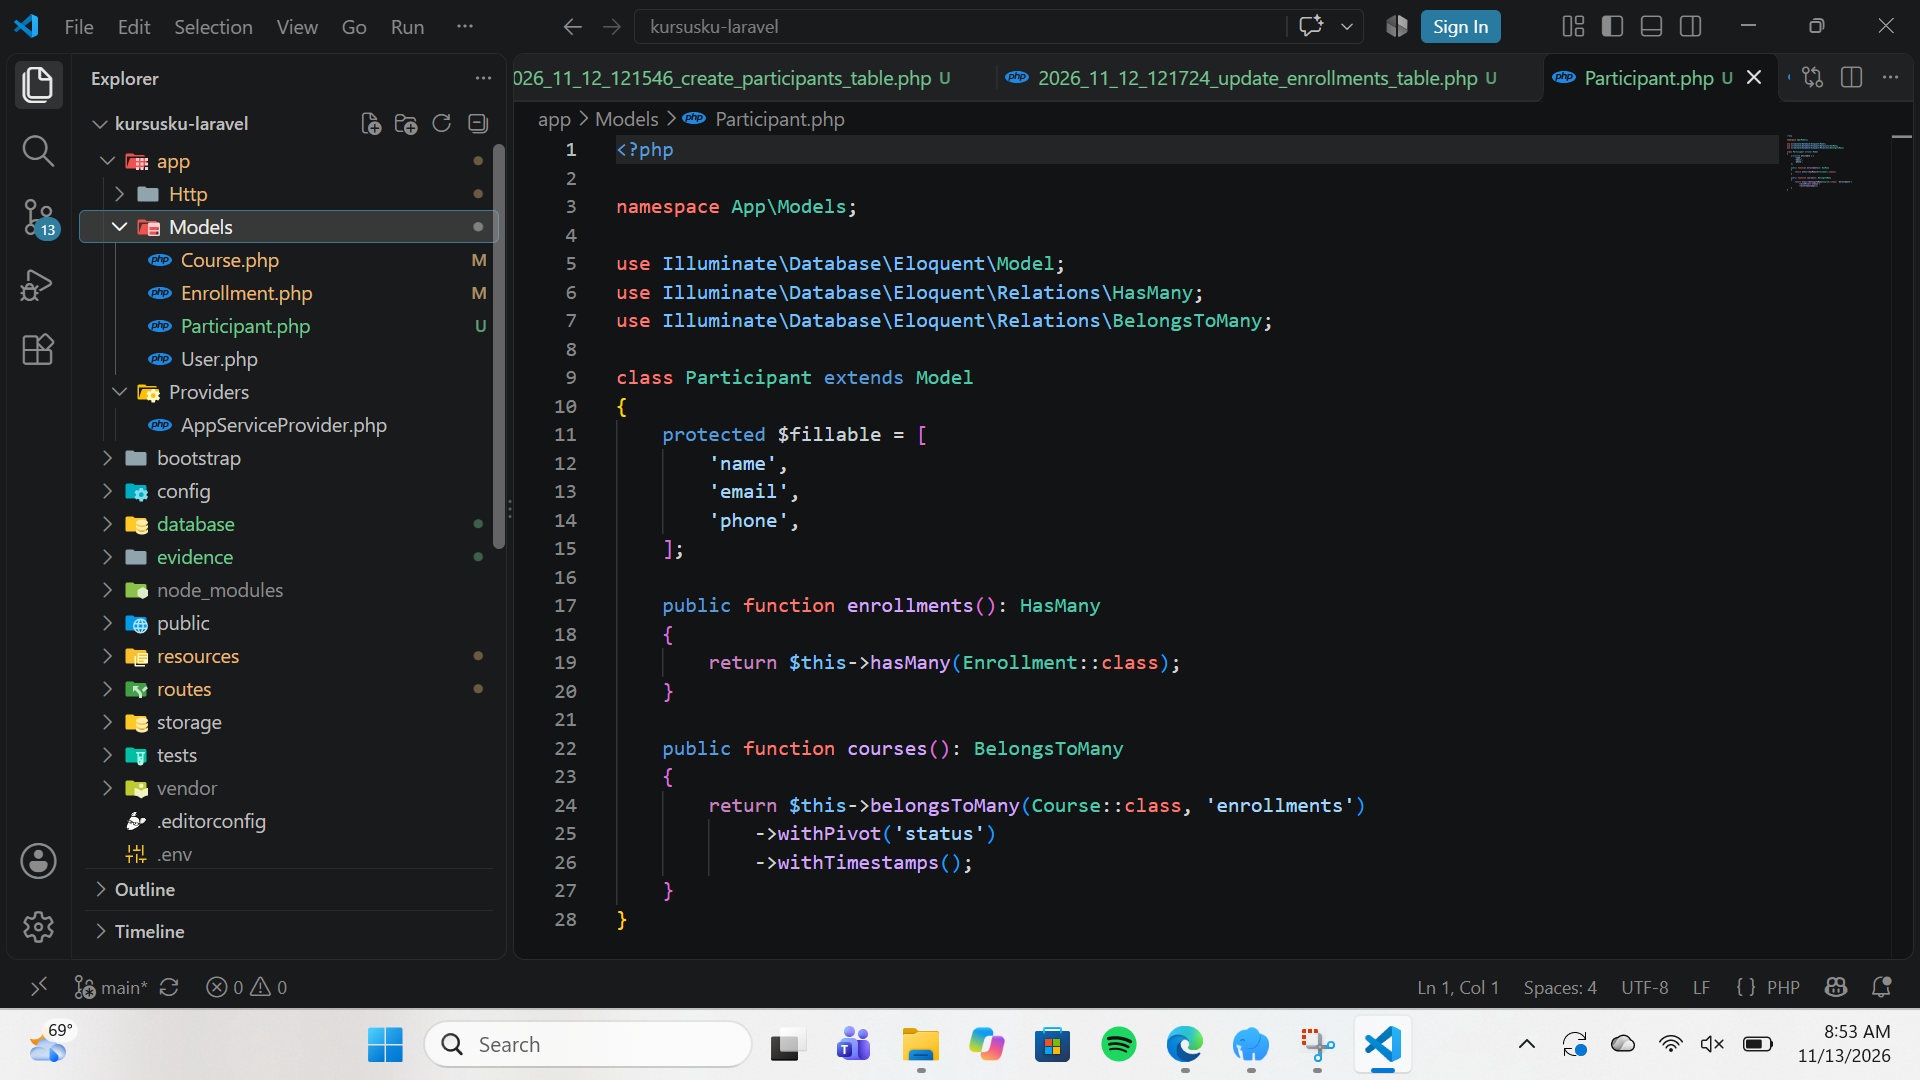 File Edit Selection View Go Run ···
kursusku-laravel
Sign In
Explorer
026_11_12_121546_create_participants_table.php U
2026_11_12_121724_update_enrollments_table.php U
Participant.php U
kursusku-laravel
app
Http
Models
Course.php M
Enrollment.php M
Participant.php U
User.php
Providers
AppServiceProvider.php
bootstrap
config
database
evidence
node_modules
public
resources
routes
storage
tests
vendor
.editorconfig
.env
Outline
Timeline
13
app > Models > php Participant.php
1 <?php
2
3 namespace App\Models;
4
5 use Illuminate\Database\Eloquent\Model;
6 use Illuminate\Database\Eloquent\Relations\HasMany;
7 use Illuminate\Database\Eloquent\Relations\BelongsToMany;
8
9 class Participant extends Model
10 {
11     protected $fillable = [
12         'name',
13         'email',
14         'phone',
15     ];
16
17     public function enrollments(): HasMany
18     {
19         return $this->hasMany(Enrollment::class);
20     }
21
22     public function courses(): BelongsToMany
23     {
24         return $this->belongsToMany(Course::class, 'enrollments')
25             ->withPivot('status')
26             ->withTimestamps();
27     }
28 }
main* 0 0
Ln 1, Col 1 Spaces: 4 UTF-8 LF { } PHP
69°
Search
8:53 AM
11/13/2026